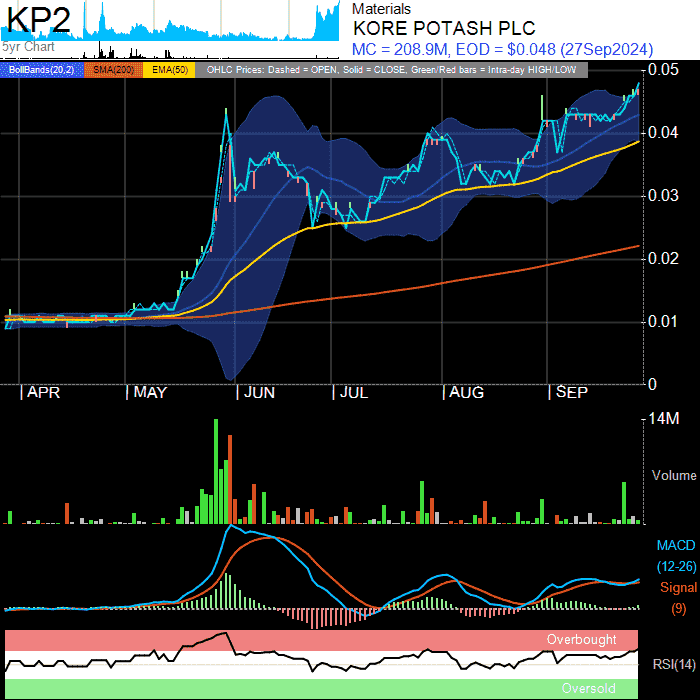 KP2
5yr Chart
Materials
KORE POTASH PLC
MC = 208.9M, EOD = $0.048 (27Sep2024)
BollBands(20,2) SMA(200) EMA(50) OHLC Prices: Dashed = OPEN, Solid = CLOSE, Green/Red bars = Intra-day HIGH/LOW
0.05
0.04
0.03
0.02
0.01
0
APR MAY JUN JUL AUG SEP
14M
Volume
MACD
(12-26)
Signal
(9)
Overbought
RSI(14)
Oversold